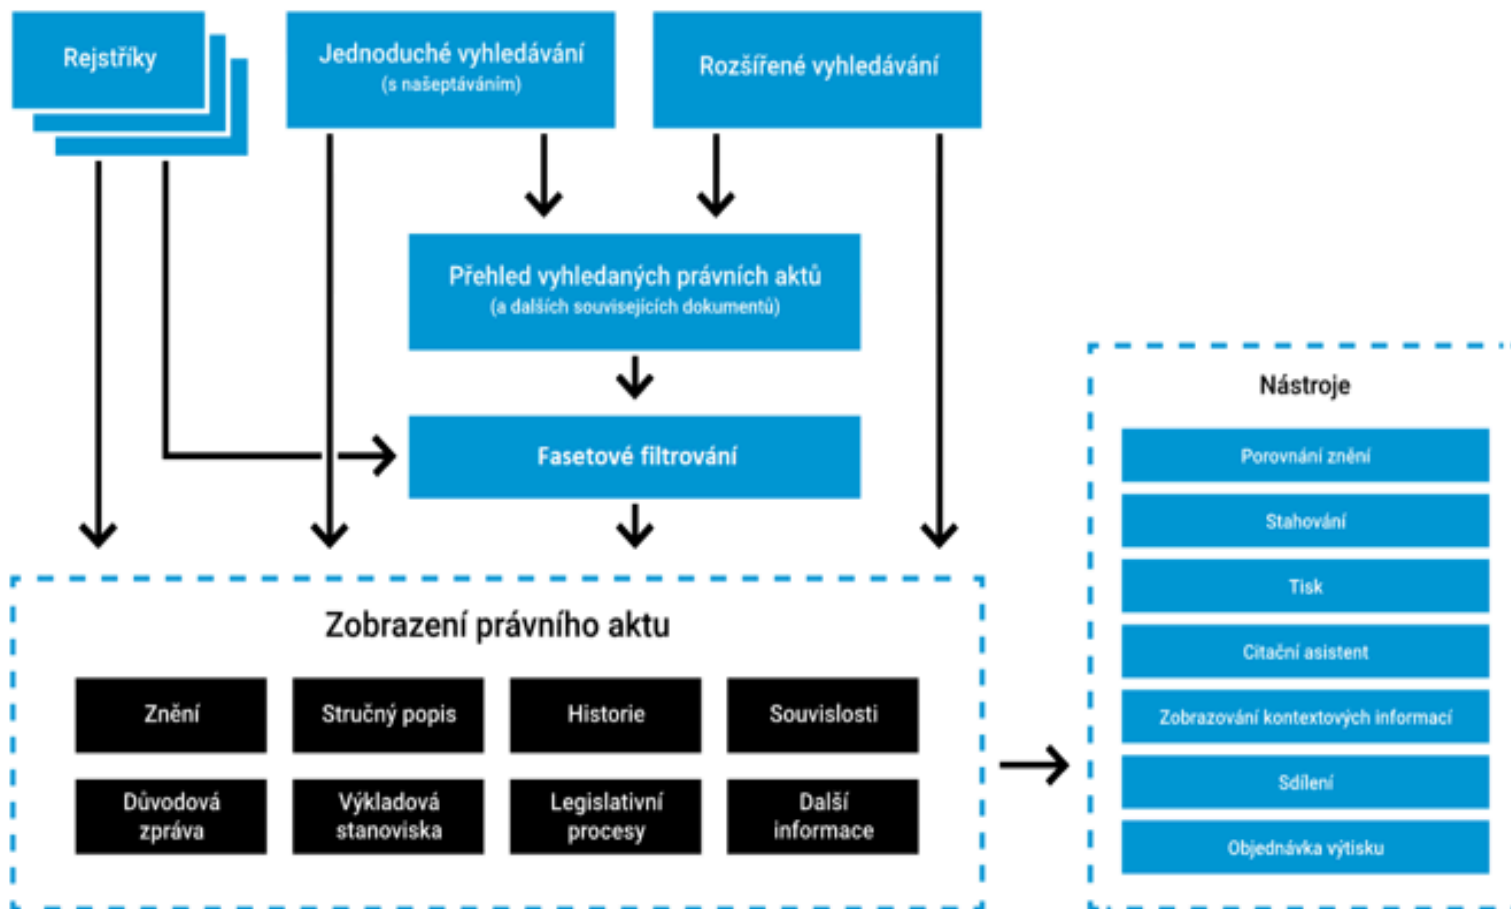 Rejstříky
Jednoduché vyhledávání
(s našeptáváním)
Rozšířené vyhledávání
Přehled vyhledaných právních aktů
(a dalších souvisejících dokumentů)
Fasetové filtrování
Zobrazení právního aktu
Znění
Stručný popis
Historie
Souvislosti
Důvodová
zpráva
Výkladová
stanoviska
Legislativní
procesy
Další
informace
Nástroje
Porovnání znění
Stahování
Tisk
Citační asistent
Zobrazování kontextových informací
Sdílení
Objednávka výtisku